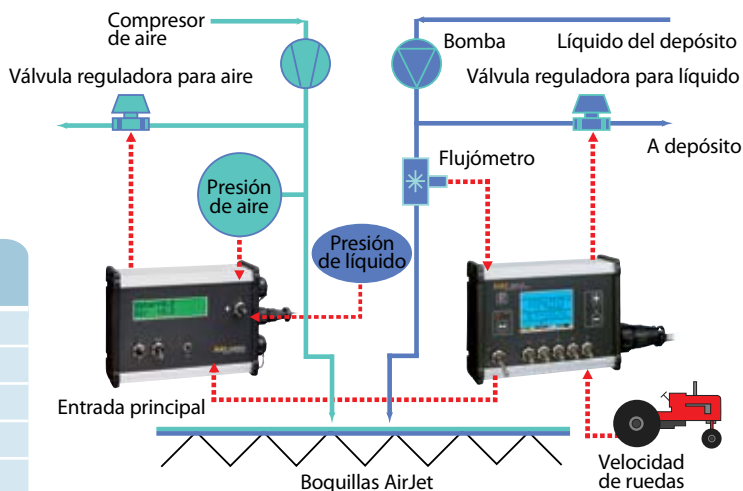 Compresor
de aire
Bomba
Líquido del depósito
Válvula reguladora para aire
Válvula reguladora para líquido
A depósito
Flujómetro
Presión
de aire
Presión
de líquido
Entrada principal
Boquillas AirJet
Velocidad
de ruedas